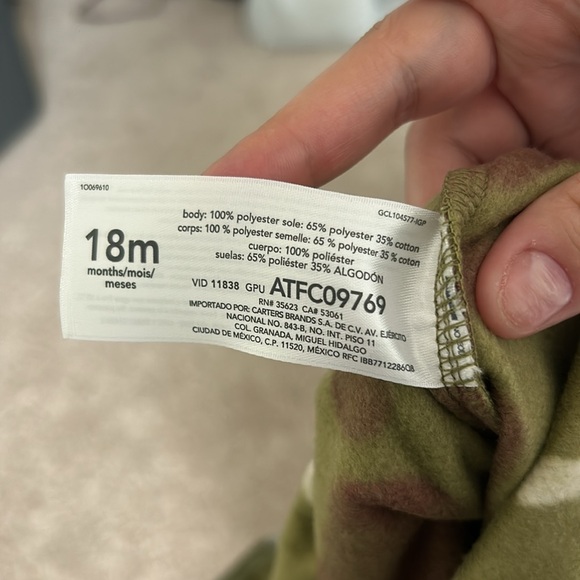 1O069610
GCL104577-IGP
18m
months/mois/
meses
body: 100% polyester sole: 65% polyester 35% cotton
corps: 100 % polyester semelle: 65 % polyester 35 % coton
cuerpo: 100% poliéster
suelas: 65% poliéster 35% ALGODÓN
VID 11838 GPU ATFC09769
RN# 35623 CA# 53061
IMPORTADO POR: CARTERS BRANDS S.A. DE C.V. AV. EJÉRCITO
NACIONAL NO. 843-B, NO. INT. PISO 11
COL. GRANADA, MIGUEL HIDALGO
CIUDAD DE MÉXICO, C.P. 11520, MÉXICO RFC IBB7712286Q8